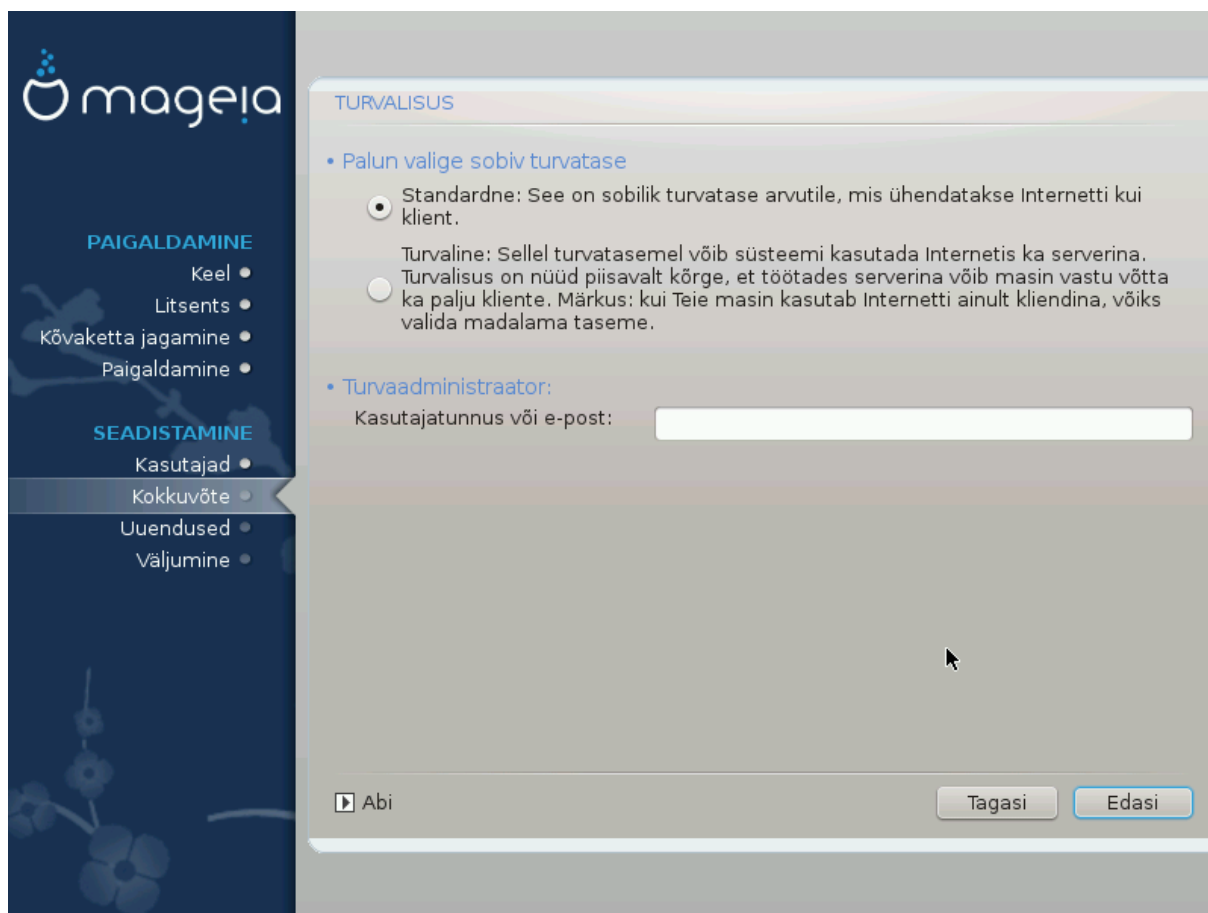 mageia
PAIGALDAMINE
Keel
Litsents
Kõvaketta jagamine
Paigaldamine
SEADISTAMINE
Kasutajad
Kokkuvõte
Uuendused
Väljumine
TURVALISUS
• Palun valige sobiv turvatase
Standardne: See on sobilik turvatase arvutile, mis ühendatakse Internetti kui
klient.
Turvaline: Sellel turvatasemel võib süsteemi kasutada Internetis ka serverina.
Turvalisus on nüüd piisavalt kõrge, et töötades serverina võib masin vastu võtta
ka palju kliente. Märkus: kui Teie masin kasutab Internetti ainult kliendina, võiks
valida madalama taseme.
• Turvaadministraator:
Kasutajatunnus või e-post:
Abi
Tagasi
Edasi